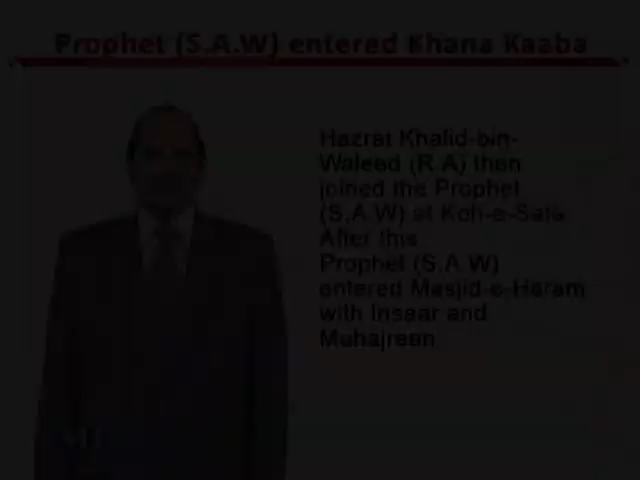 Prophet (S.A.W) entered Khana Kaaba
Hazrat Khalid-bin-
Waleed (R.A) then
joined the Prophet
(S.A.W) at Koh-e-Safa
After this
Prophet (S.A.W)
entered Masjid-e-Haram
with Insaar and
Muhajreen